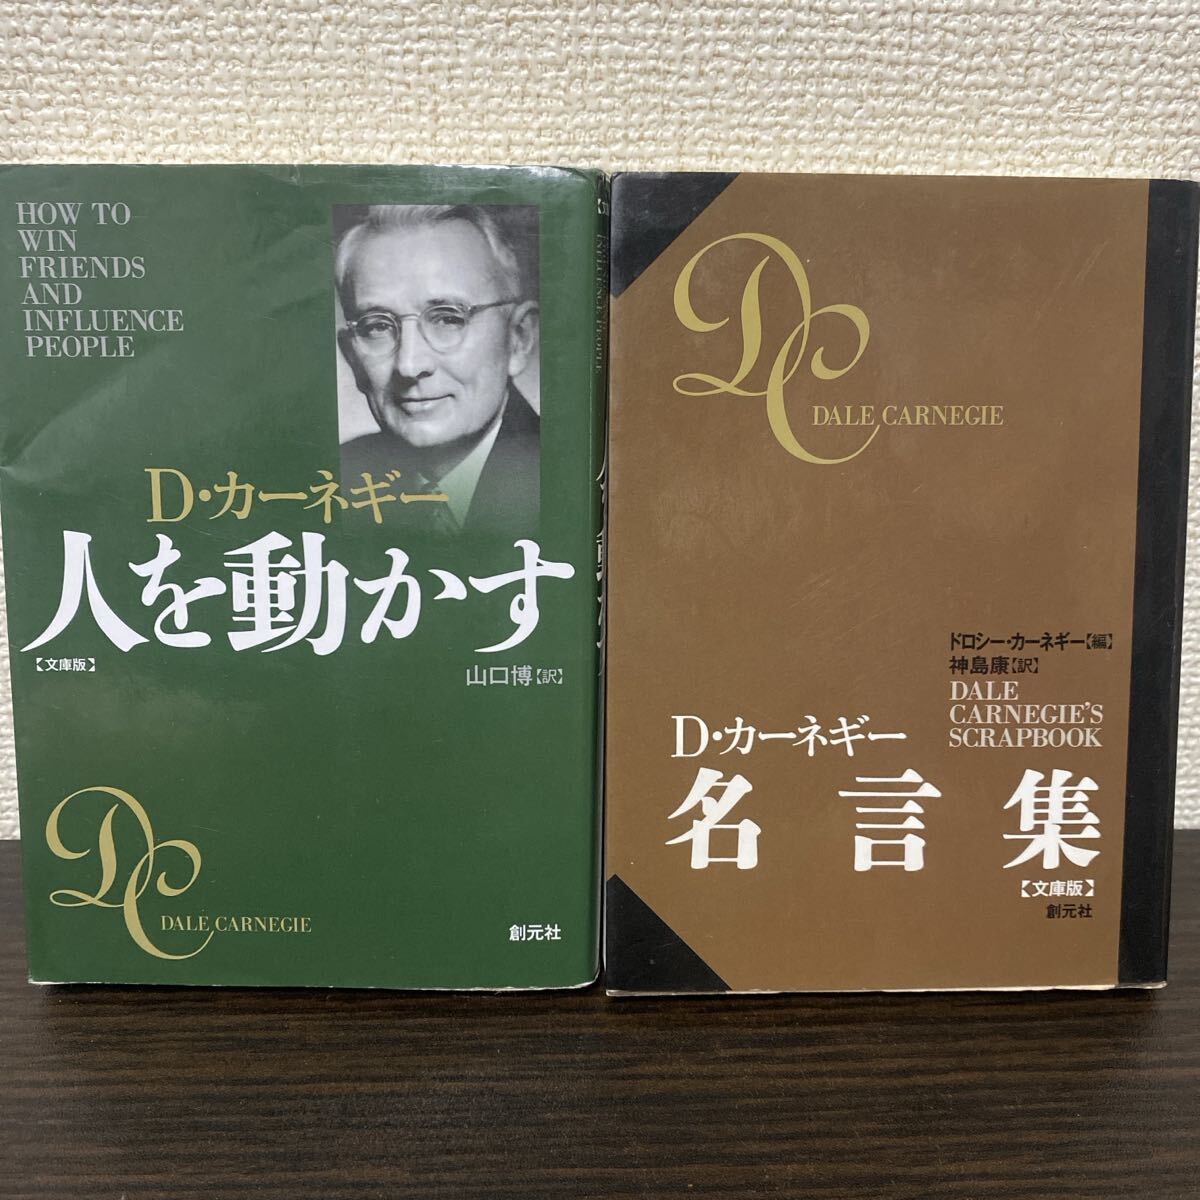 HOW TO
WIN
FRIENDS
AND
INFLUENCE
PEOPLE
D・カーネギー
人を動かす
【文庫版】
山口博【訳】
DC
DALE CARNEGIE
創元社
DC
DALE CARNEGIE
ドロシー・カーネギー【編】
神島康【訳】
DALE
CARNEGIE'S
SCRAPBOOK
D・カーネギー
名言集
【文庫版】
創元社